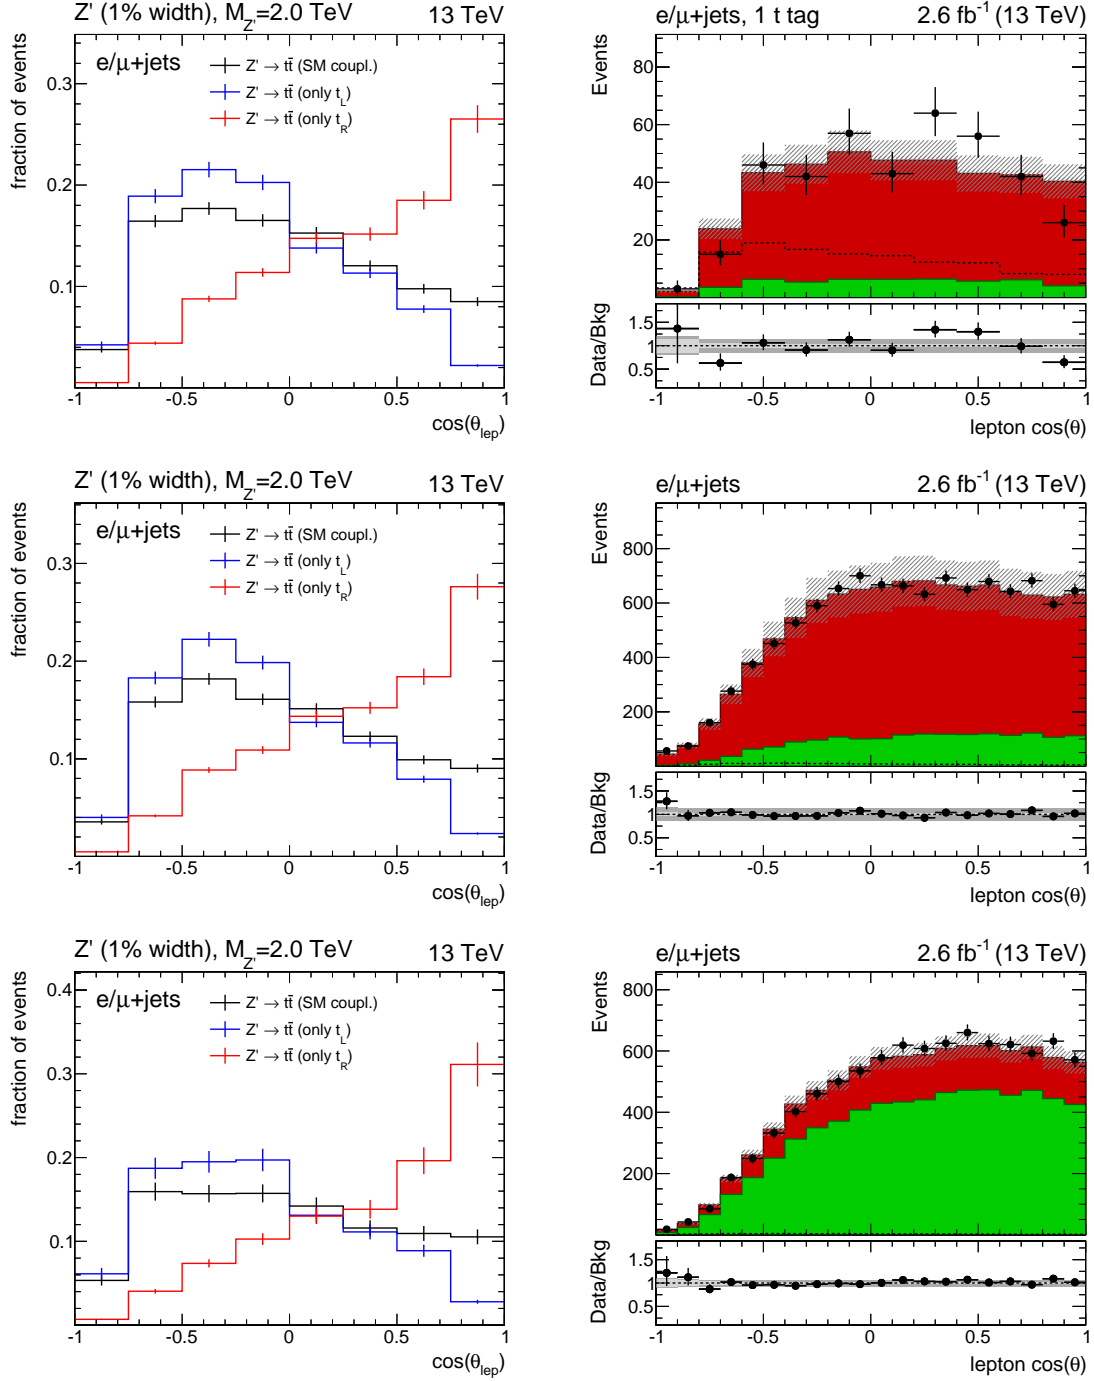 Z' (1% width), M_Z'=2.0 TeV 13 TeV
e/μ+jets
Z' → tt̄ (SM coupl.)
Z' → tt̄ (only t_L)
Z' → tt̄ (only t_R)
fraction of events
0.3
0.2
0.1
-1 -0.5 0 0.5 1
cos(θ_lep)
e/μ+jets, 1 t tag 2.6 fb⁻¹ (13 TeV)
Events
80
60
40
20
Data/Bkg
1.5
1
0.5
-1 -0.5 0 0.5 1
lepton cos(θ)
Z' (1% width), M_Z'=2.0 TeV 13 TeV
e/μ+jets
Z' → tt̄ (SM coupl.)
Z' → tt̄ (only t_L)
Z' → tt̄ (only t_R)
fraction of events
0.3
0.2
0.1
-1 -0.5 0 0.5 1
cos(θ_lep)
e/μ+jets 2.6 fb⁻¹ (13 TeV)
Events
800
600
400
200
Data/Bkg
1.5
1
0.5
-1 -0.5 0 0.5 1
lepton cos(θ)
Z' (1% width), M_Z'=2.0 TeV 13 TeV
e/μ+jets
Z' → tt̄ (SM coupl.)
Z' → tt̄ (only t_L)
Z' → tt̄ (only t_R)
fraction of events
0.4
0.3
0.2
0.1
-1 -0.5 0 0.5 1
cos(θ_lep)
e/μ+jets 2.6 fb⁻¹ (13 TeV)
Events
800
600
400
200
Data/Bkg
1.5
1
0.5
-1 -0.5 0 0.5 1
lepton cos(θ)